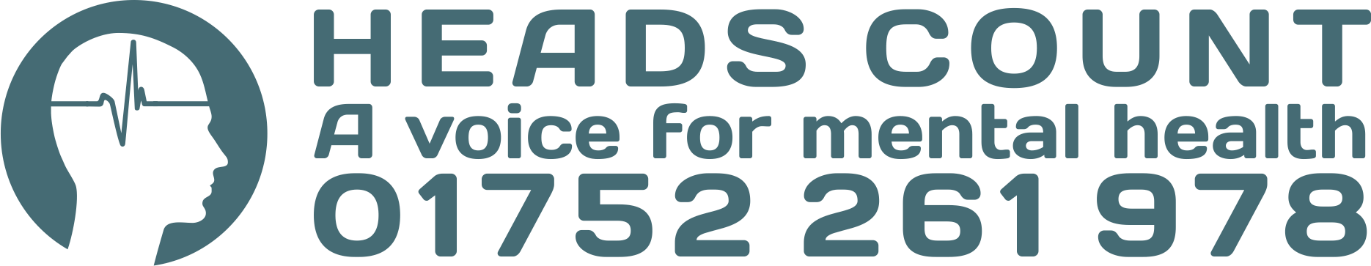 HEADS COUNT
A voice for mental health
01752 261 978